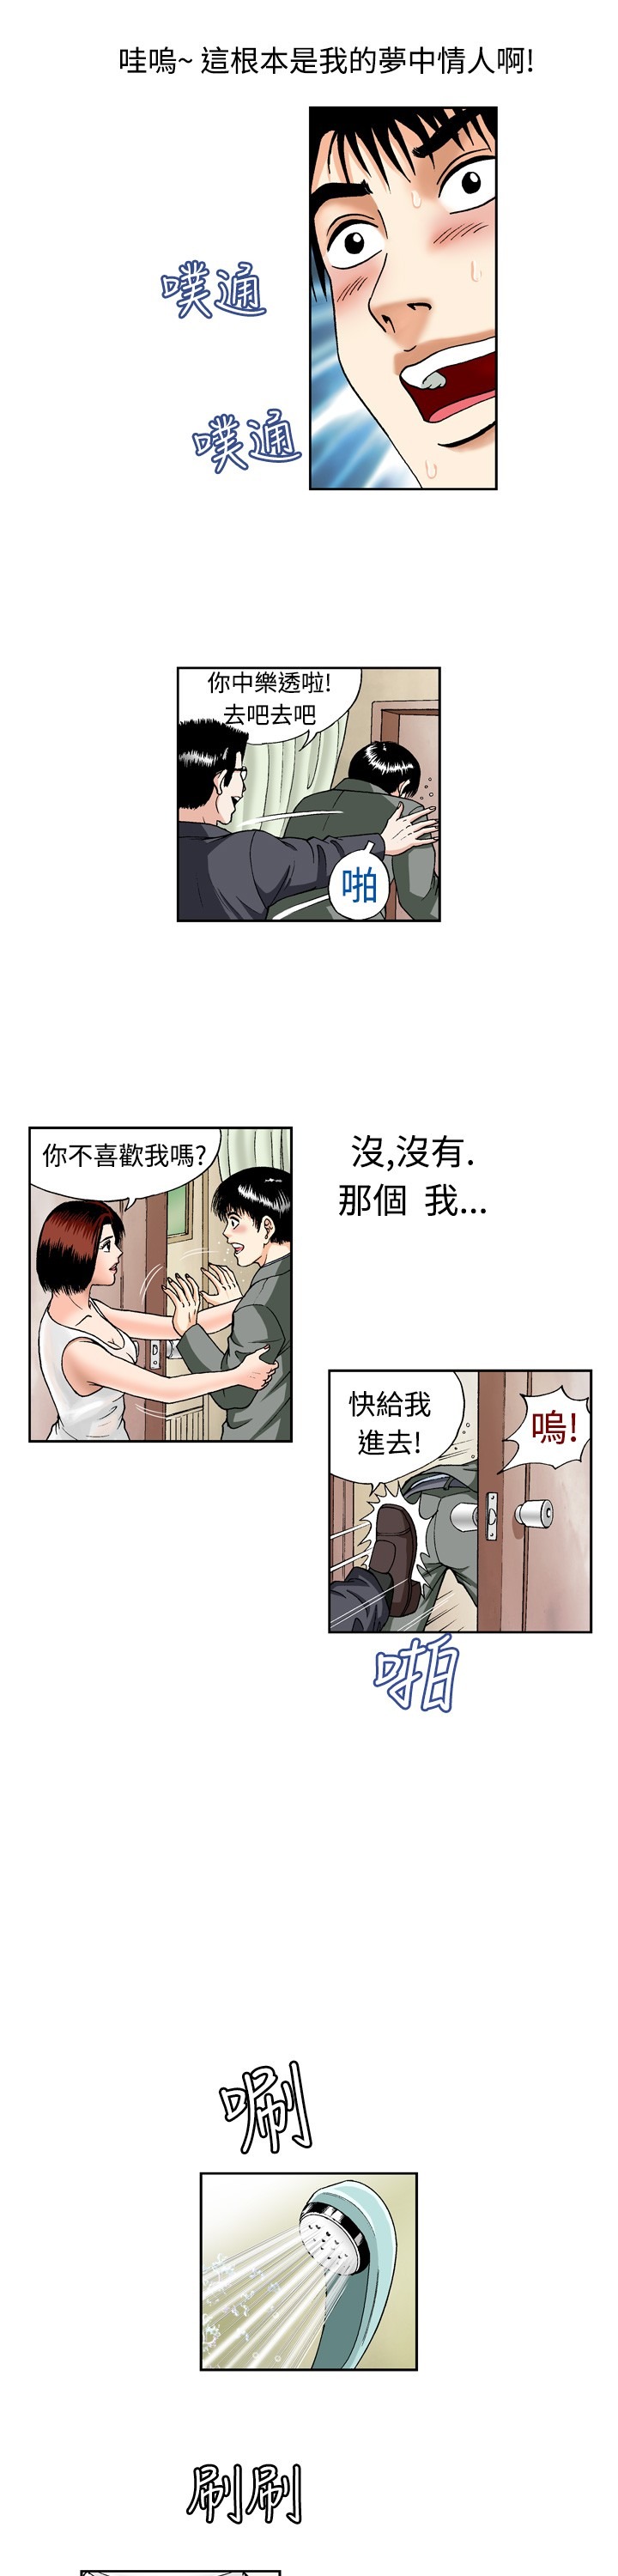 哇嗚~ 這根本是我的夢中情人啊!
噗通
噗通
你中樂透啦!
去吧去吧
啪
你不喜歡我嗎?
沒,沒有.
那個 我...
快給我
進去!
嗚!
啪
唰
刷刷